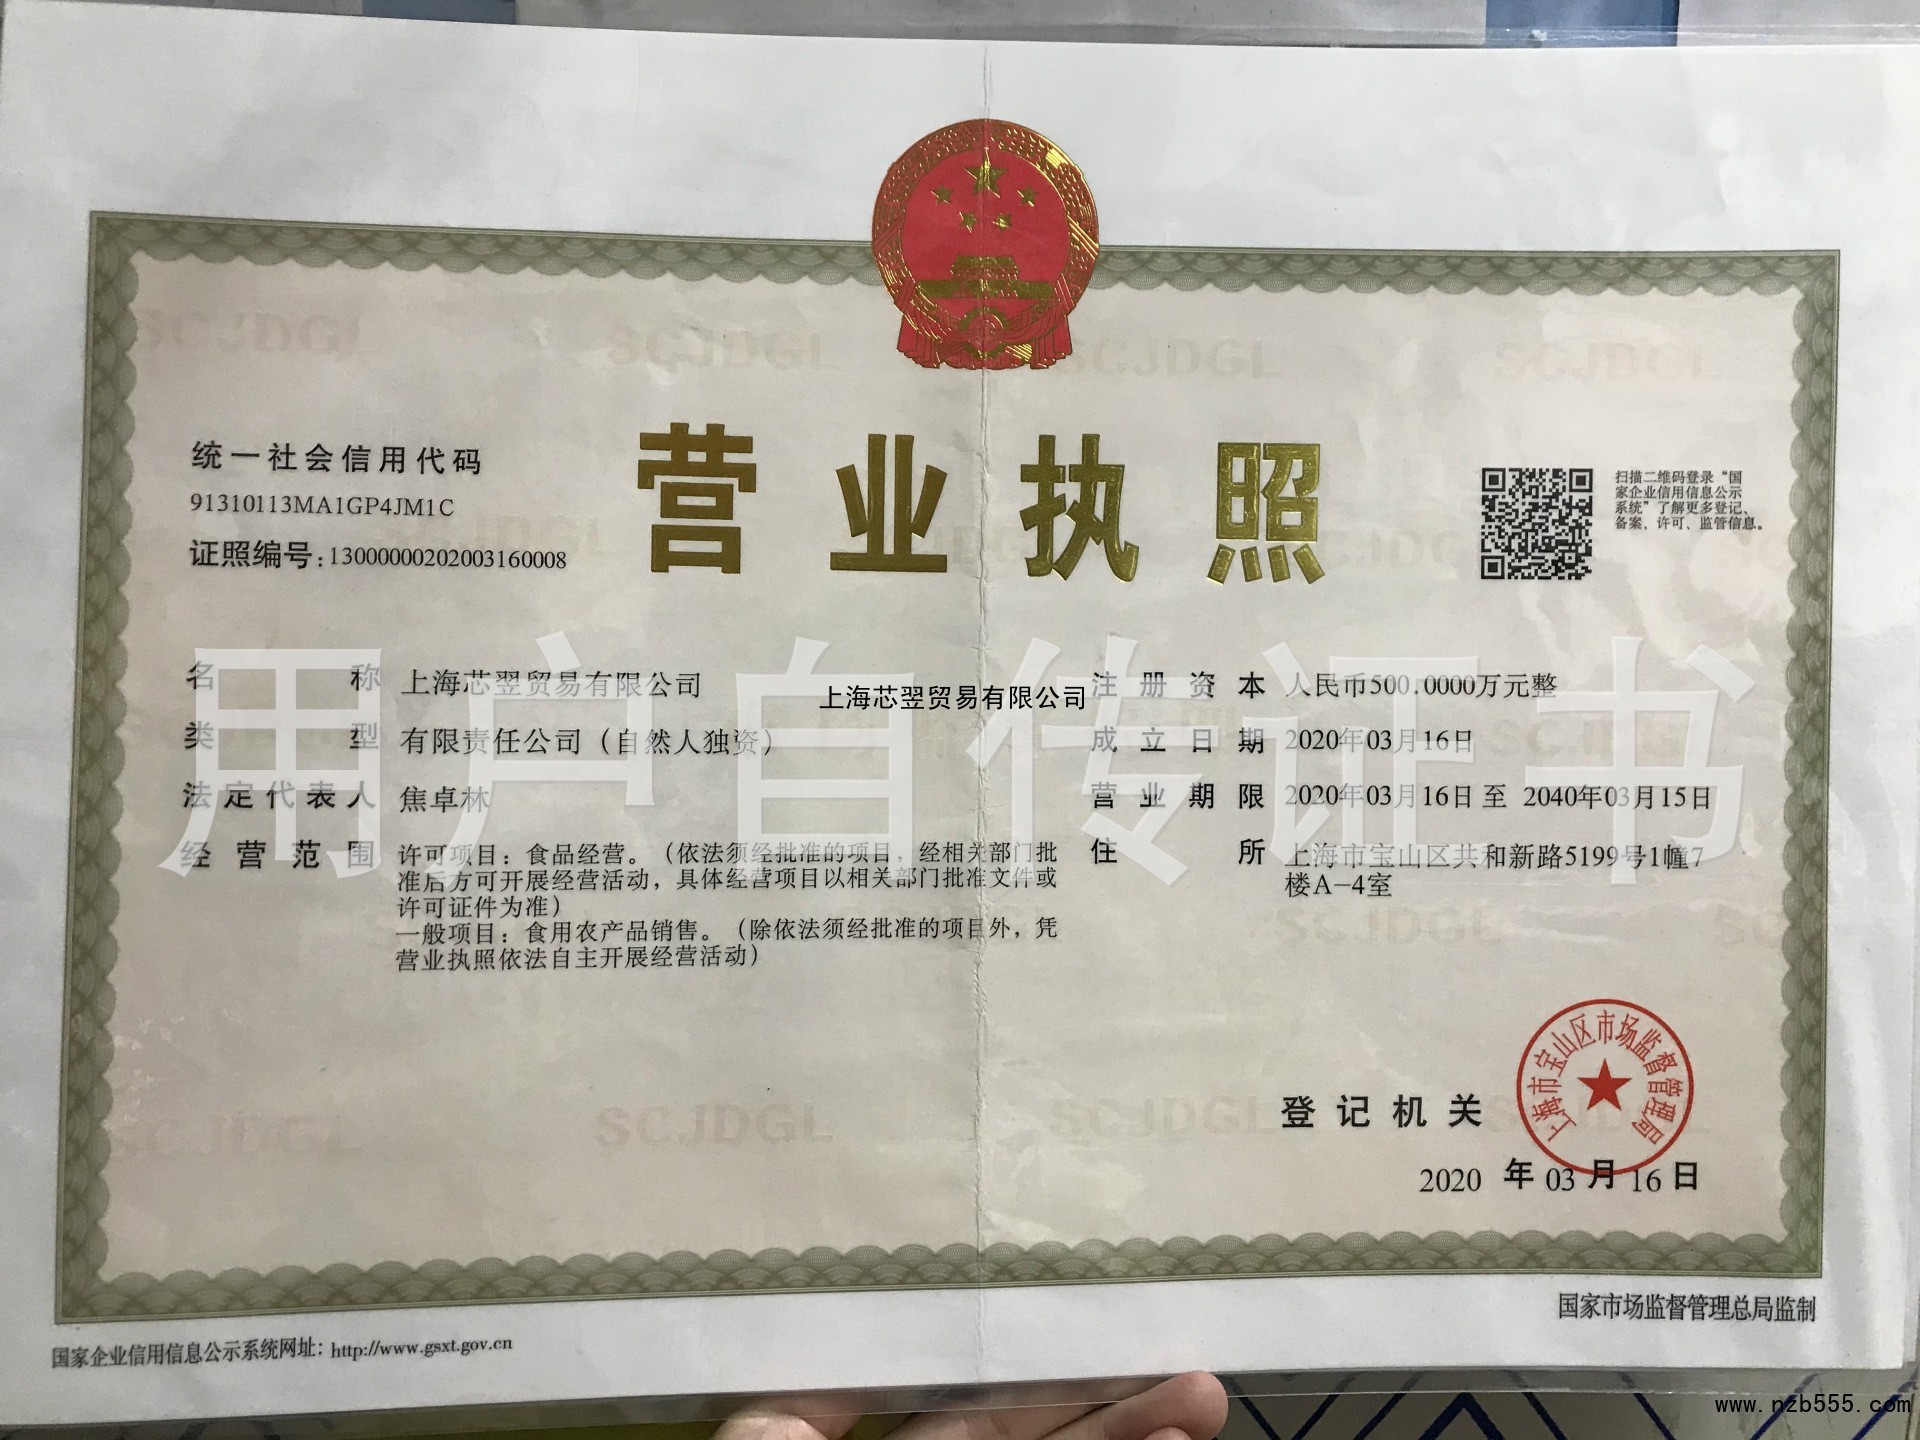 营业执照
统一社会信用代码
91310113MA1GP4JM1C
证照编号：13000000202003160008
扫描二维码登录“国
家企业信用信息公示
系统”了解更多登记、
备案、许可、监管信息。
名称 上海芯翌贸易有限公司
类型 有限责任公司（自然人独资）
法定代表人 焦卓林
经营范围 许可项目：食品经营。（依法须经批准的项目，经相关部门批
准后方可开展经营活动，具体经营项目以相关部门批准文件或
许可证件为准）
一般项目：食用农产品销售。（除依法须经批准的项目外，凭
营业执照依法自主开展经营活动）
上海芯翌贸易有限公司
注册资本 人民币500.0000万元整
成立日期 2020年03月16日
营业期限 2020年03月16日 至 2040年03月15日
住所 上海市宝山区共和新路5199号1幢7
楼A-4室
用户自传证书
登记机关
上海市宝山区市场监督管理局
2020 年 03 月 16 日
国家企业信用信息公示系统网址：http://www.gsxt.gov.cn
国家市场监督管理总局监制
www.nzb555.com
SCJDGL
SCJDGL
SCJDGL
SCJDGL
SCJDGL
SCJDGL
SCJDGL
SCJDGL